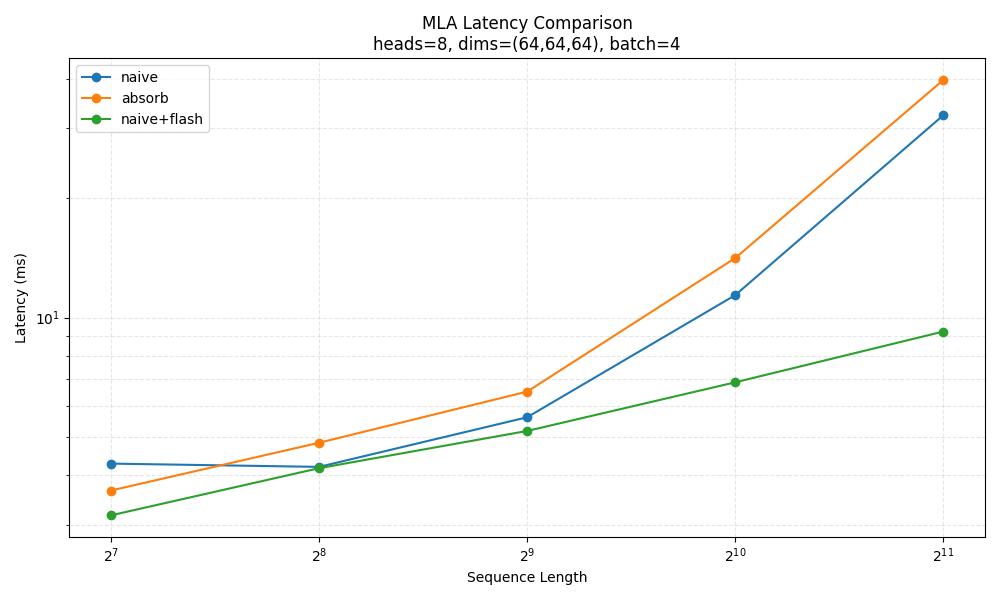 MLA Latency Comparison
heads=8, dims=(64,64,64), batch=4
naive
absorb
naive+flash
Latency (ms)
10¹
2⁷ 2⁸ 2⁹ 2¹⁰ 2¹¹
Sequence Length